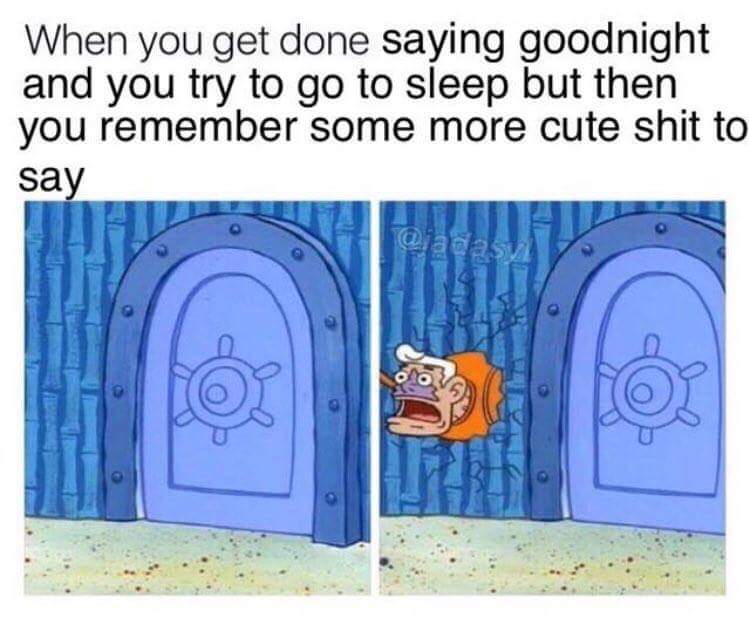 When you get done saying goodnight
and you try to go to sleep but then
you remember some more cute shit to
say